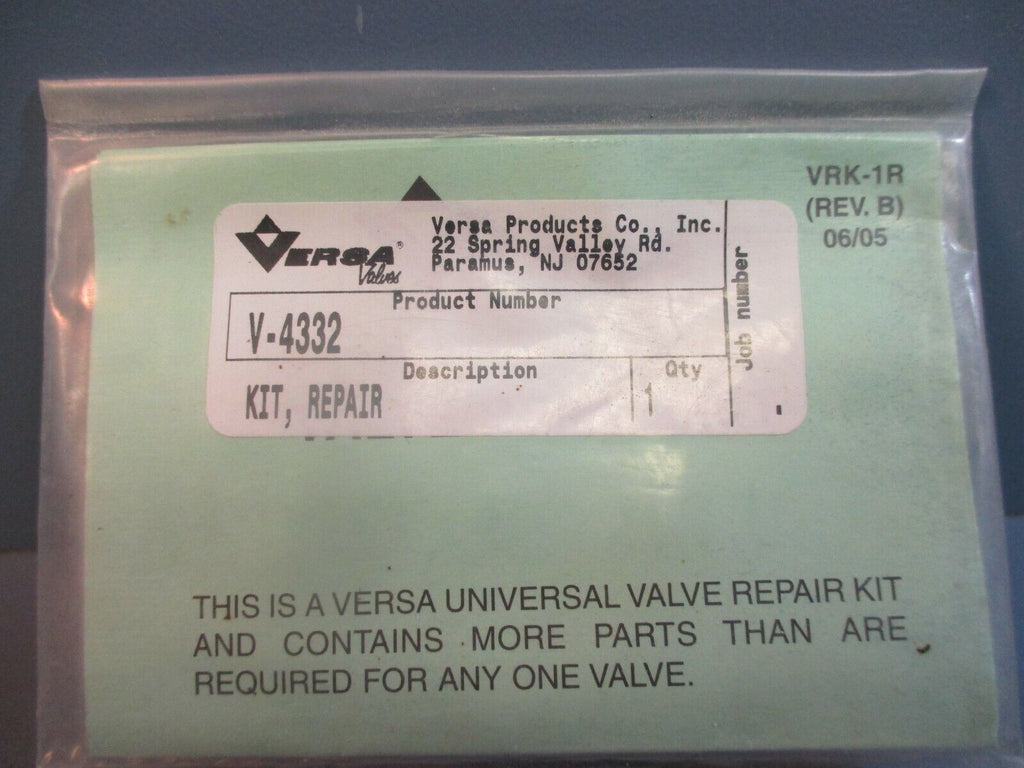 VRK-1R
(REV. B)
06/05
VERSA®
Valves
Versa Products Co., Inc.
22 Spring Valley Rd.
Paramus, NJ 07652
Job number
Product Number
V-4332
Description
Qty
KIT, REPAIR
1
THIS IS A VERSA UNIVERSAL VALVE REPAIR KIT
AND CONTAINS MORE PARTS THAN ARE
REQUIRED FOR ANY ONE VALVE.